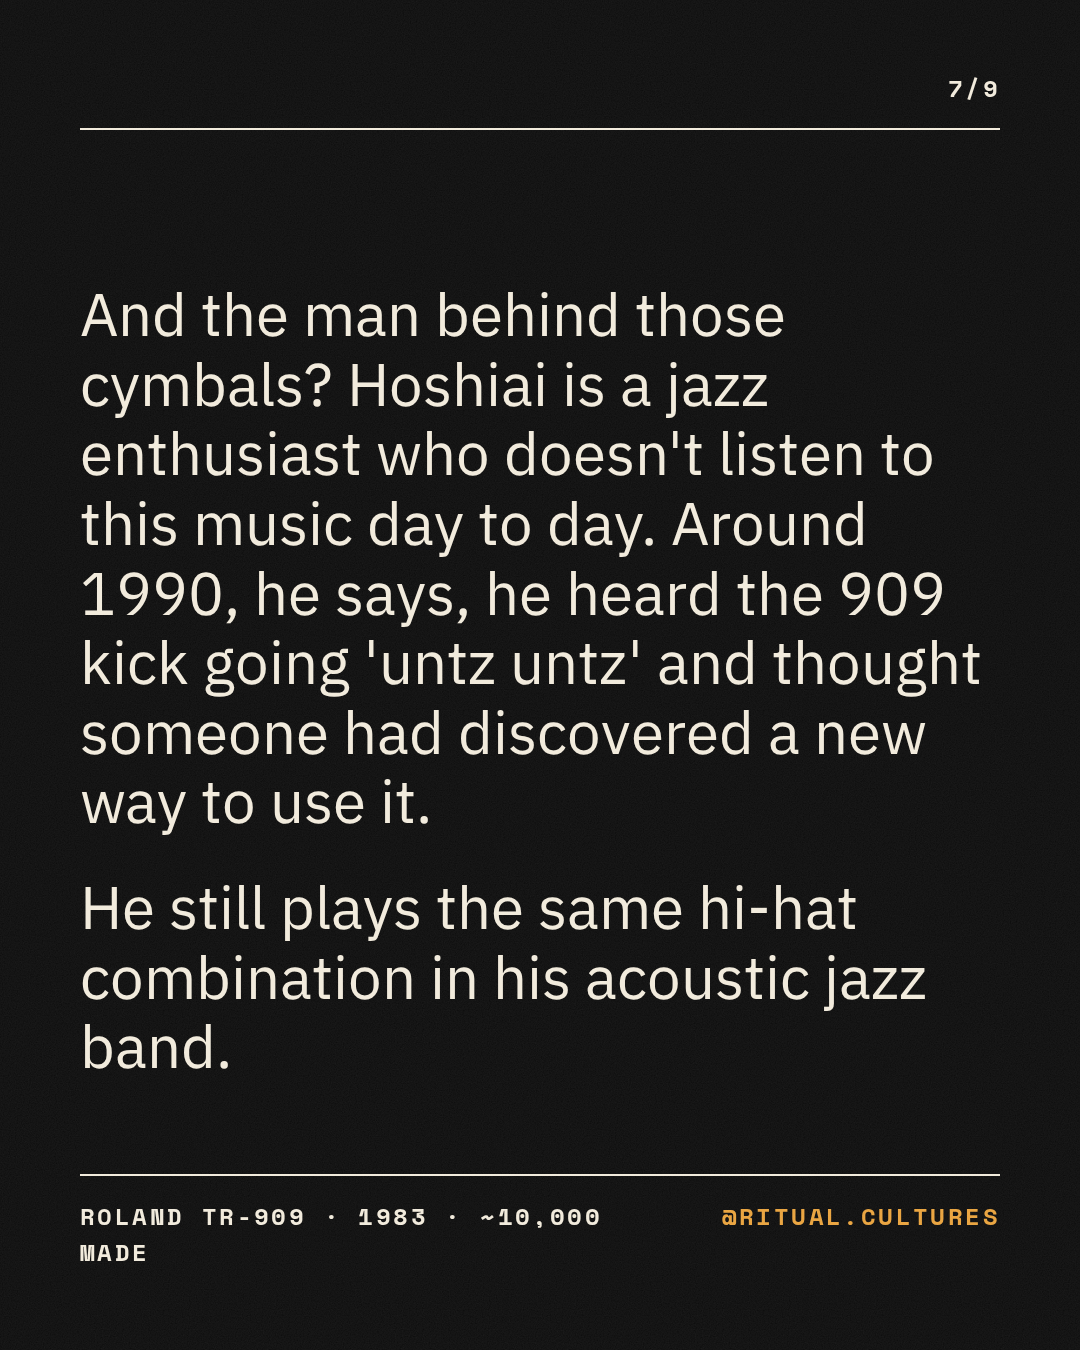 7/9
And the man behind those
cymbals? Hoshiai is a jazz
enthusiast who doesn't listen to
this music day to day. Around
1990, he says, he heard the 909
kick going 'untz untz' and thought
someone had discovered a new
way to use it.
He still plays the same hi-hat
combination in his acoustic jazz
band.
ROLAND TR-909 · 1983 · ~10,000
MADE
@RITUAL.CULTURES